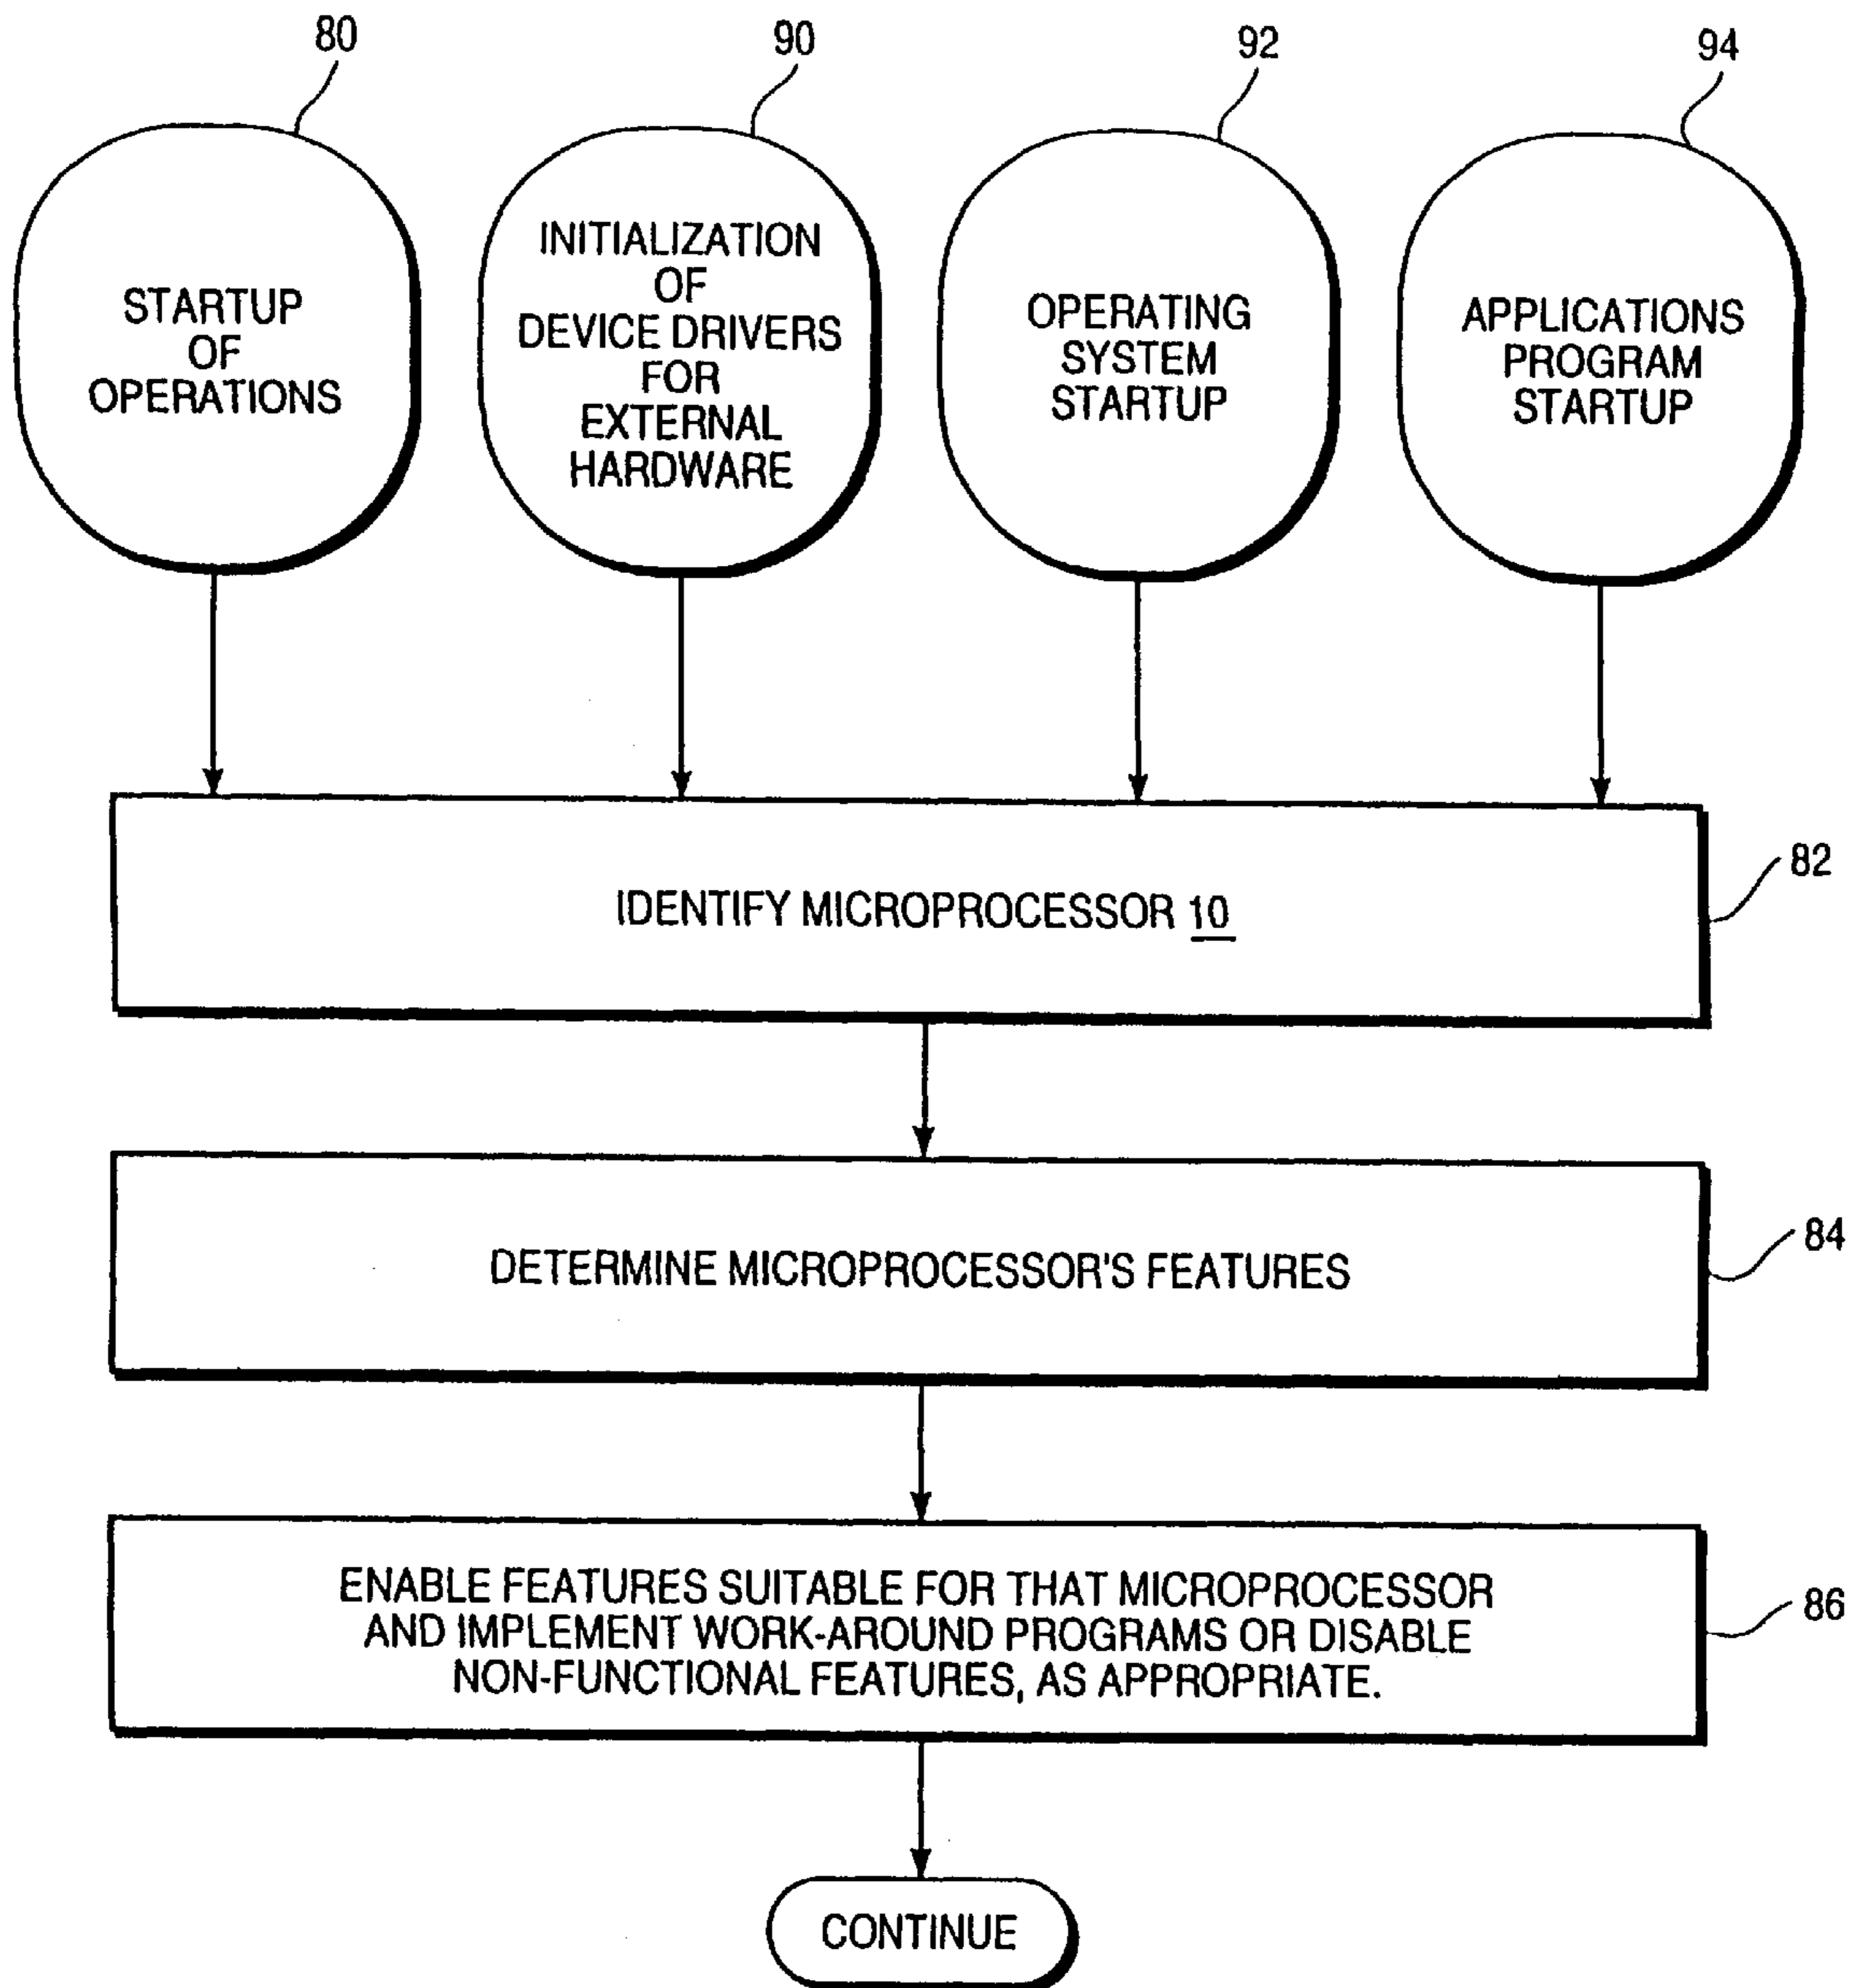 80
90
92
94
STARTUP
OF
OPERATIONS
INITIALIZATION
OF
DEVICE DRIVERS
FOR
EXTERNAL
HARDWARE
OPERATING
SYSTEM
STARTUP
APPLICATIONS
PROGRAM
STARTUP
IDENTIFY MICROPROCESSOR 10
82
DETERMINE MICROPROCESSOR'S FEATURES
84
ENABLE FEATURES SUITABLE FOR THAT MICROPROCESSOR
AND IMPLEMENT WORK-AROUND PROGRAMS OR DISABLE
NON-FUNCTIONAL FEATURES, AS APPROPRIATE.
86
CONTINUE